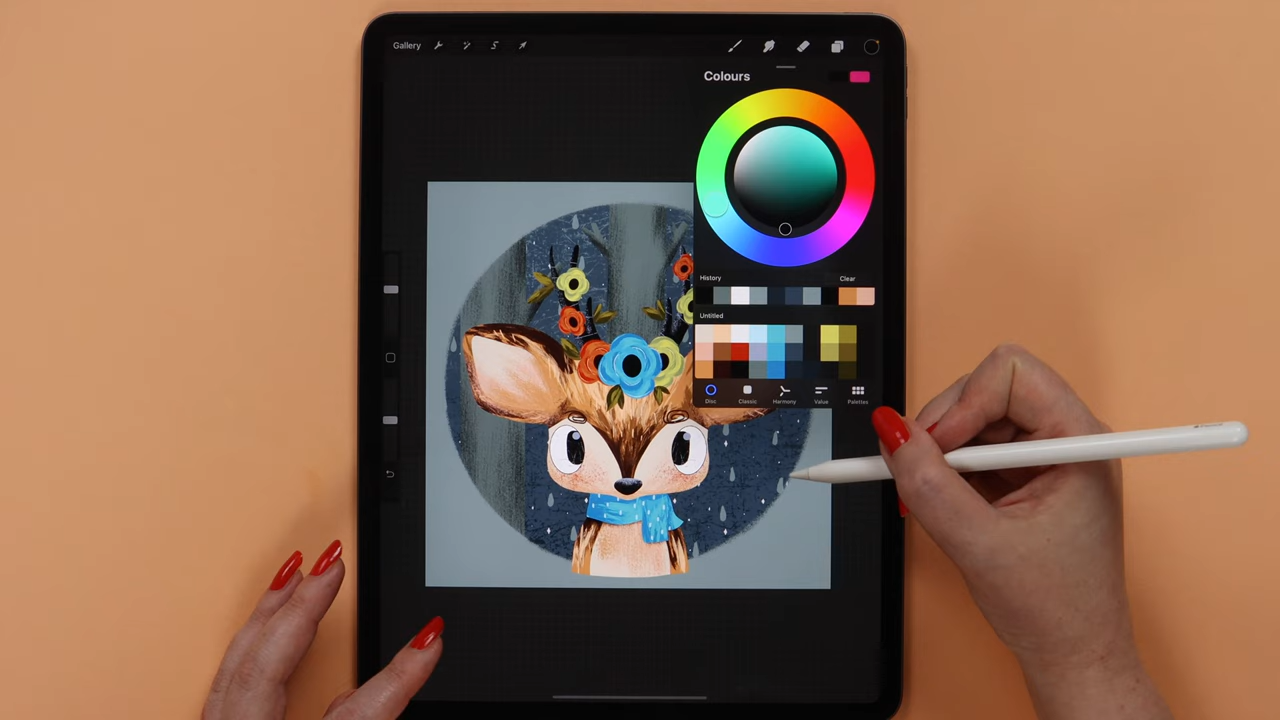 Gallery
Colours
History
Clear
Untitled
Disc
Classic
Harmony
Value
Palettes